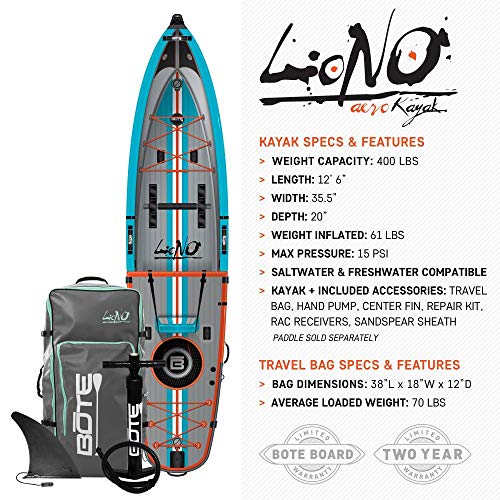 LioNO
aero Kayak
KAYAK SPECS & FEATURES
> WEIGHT CAPACITY: 400 LBS
> LENGTH: 12' 6"
> WIDTH: 35.5"
> DEPTH: 20"
> WEIGHT INFLATED: 61 LBS
> MAX PRESSURE: 15 PSI
> SALTWATER & FRESHWATER COMPATIBLE
> KAYAK + INCLUDED ACCESSORIES: TRAVEL
BAG, HAND PUMP, CENTER FIN, REPAIR KIT,
RAC RECEIVERS, SANDSPEAR SHEATH
PADDLE SOLD SEPARATELY
TRAVEL BAG SPECS & FEATURES
> BAG DIMENSIONS: 38"L x 18"W x 12"D
> AVERAGE LOADED WEIGHT: 70 LBS
LIMITED
BOTE BOARD
WARRANTY
LIMITED
TWO YEAR
WARRANTY
BOTE
LioNO
B
LioNO
BOTE